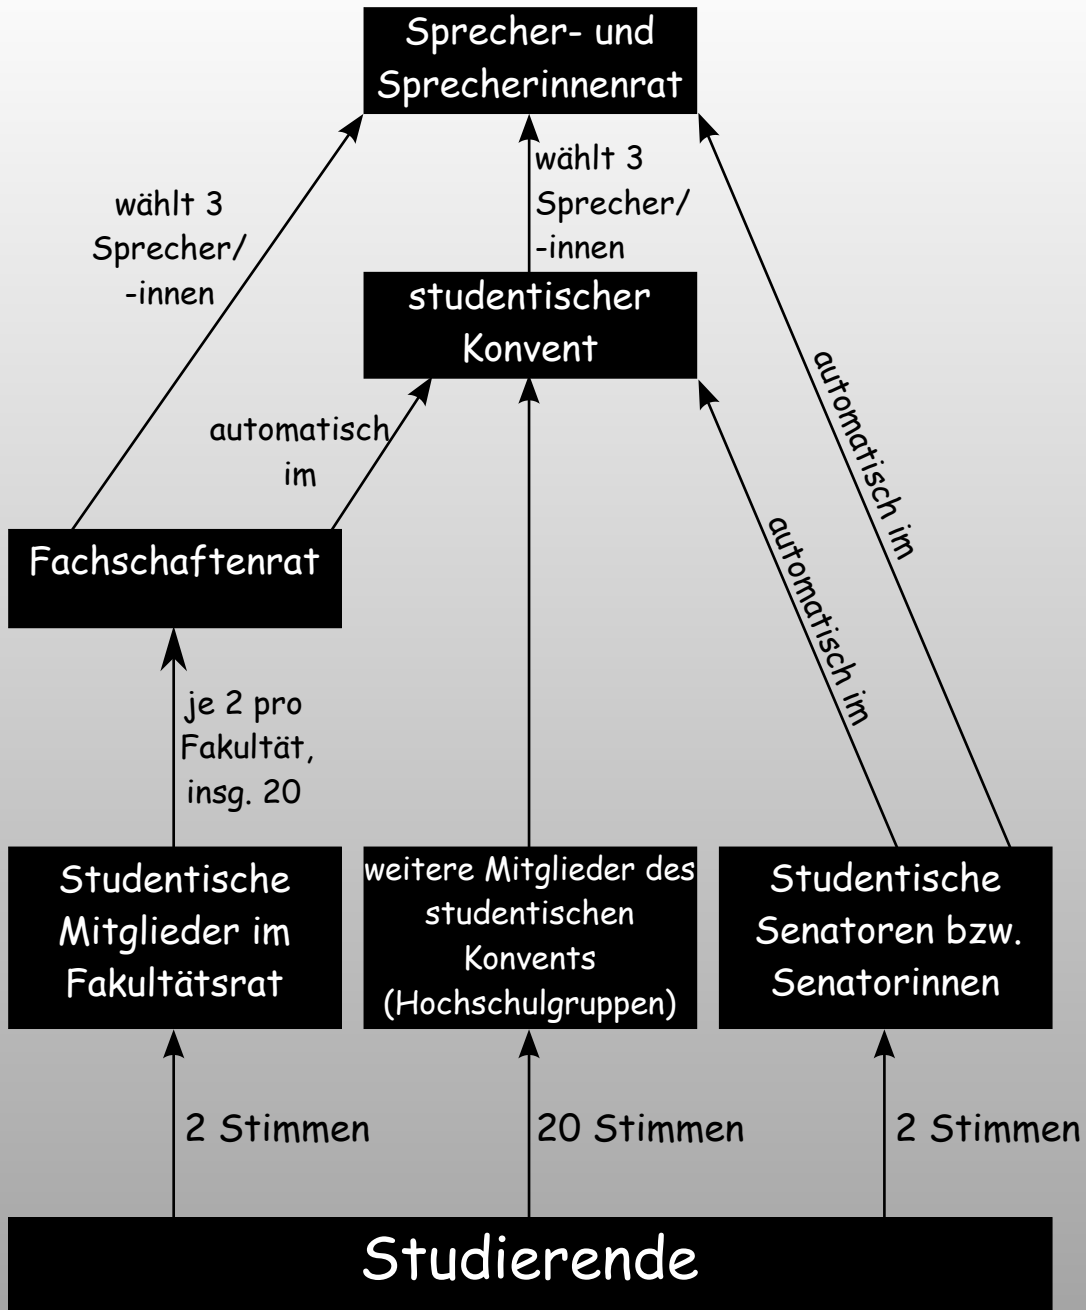 Sprecher- und
Sprecherinnenrat
wählt 3
Sprecher/
-innen
wählt 3
Sprecher/
-innen
studentischer
Konvent
automatisch
im
automatisch im
automatisch im
Fachschaftenrat
je 2 pro
Fakultät,
insg. 20
Studentische
Mitglieder im
Fakultätsrat
weitere Mitglieder des
studentischen
Konvents
(Hochschulgruppen)
Studentische
Senatoren bzw.
Senatorinnen
2 Stimmen
20 Stimmen
2 Stimmen
Studierende